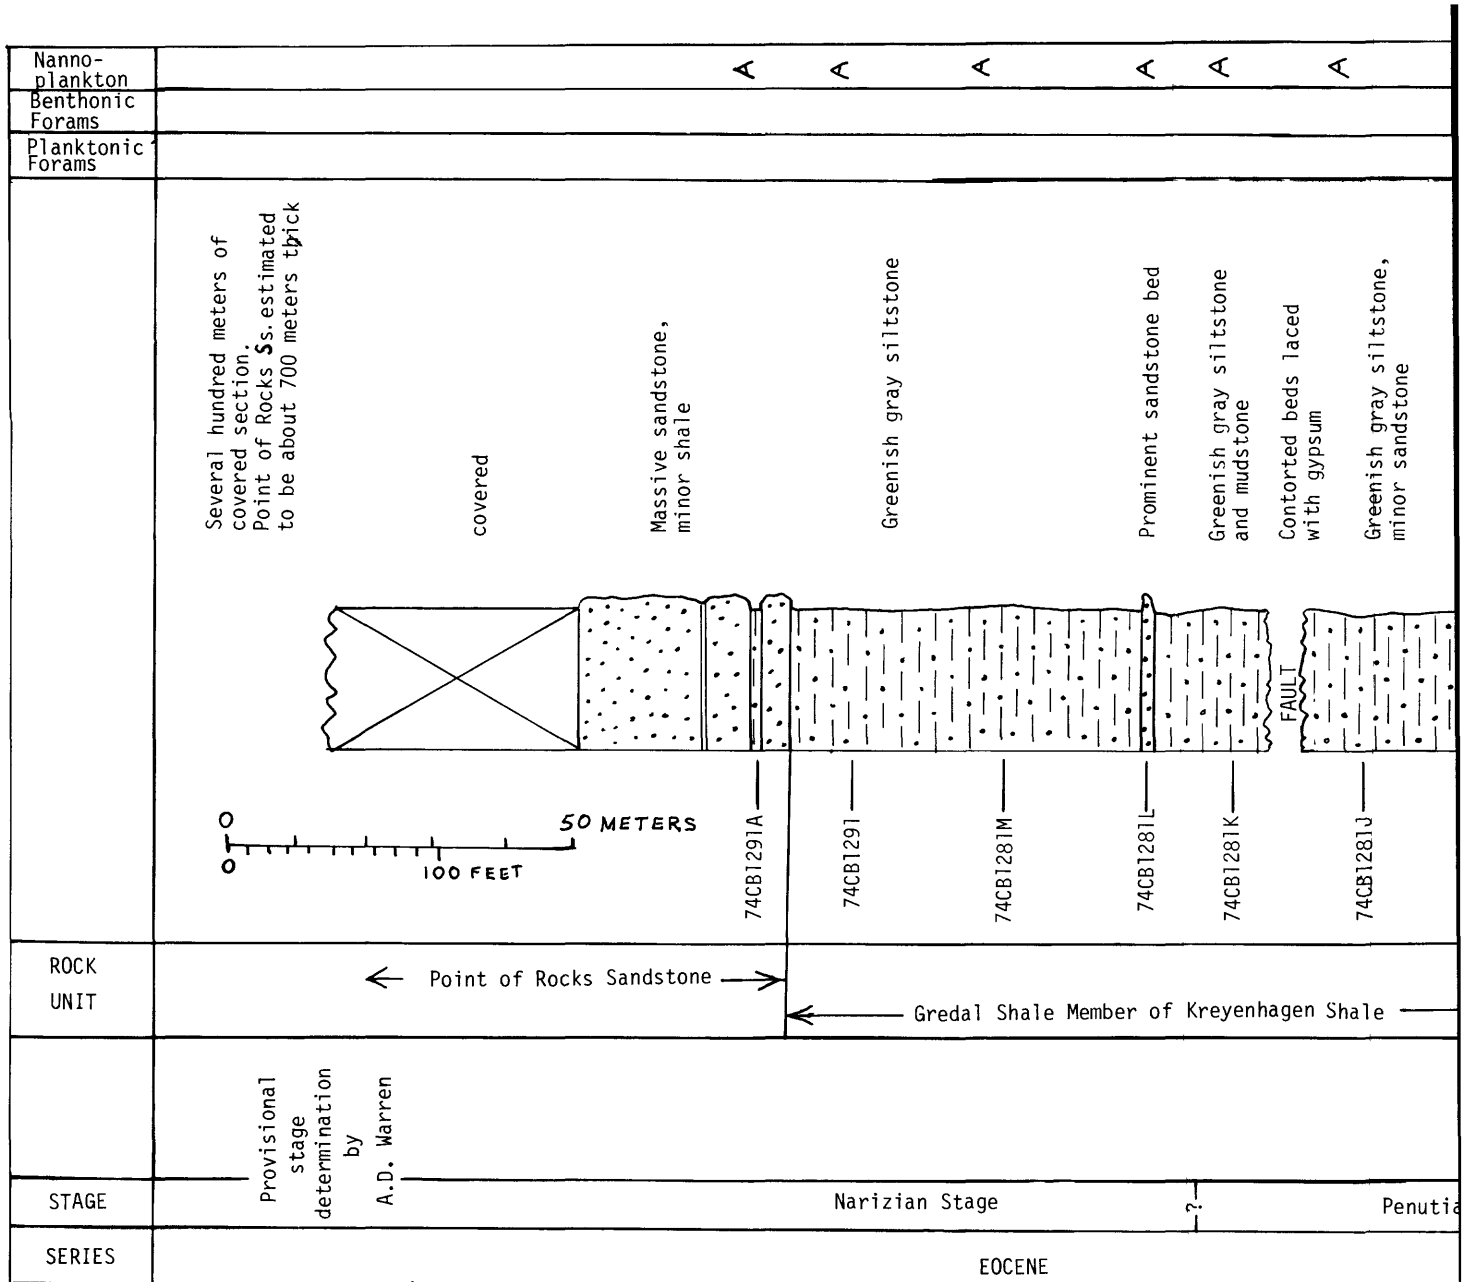 Nanno-
plankton
A A A A A A
Benthonic
Forams
Planktonic
Forams
Several hundred meters of
covered section.
Point of Rocks Ss. estimated
to be about 700 meters thick
covered
Massive sandstone,
minor shale
Greenish gray siltstone
Prominent sandstone bed
Greenish gray siltstone
and mudstone
Contorted beds laced
with gypsum
Greenish gray siltstone,
minor sandstone
FAULT
0 50 METERS
0 100 FEET
74CB1291A
74CB1291
74CB1281M
74CB1281L
74CB1281K
74CB1281J
ROCK
UNIT
Point of Rocks Sandstone
Gredal Shale Member of Kreyenhagen Shale
Provisional
stage
determination
by
A.D. Warren
STAGE
Narizian Stage
?
Penutia
SERIES
EOCENE